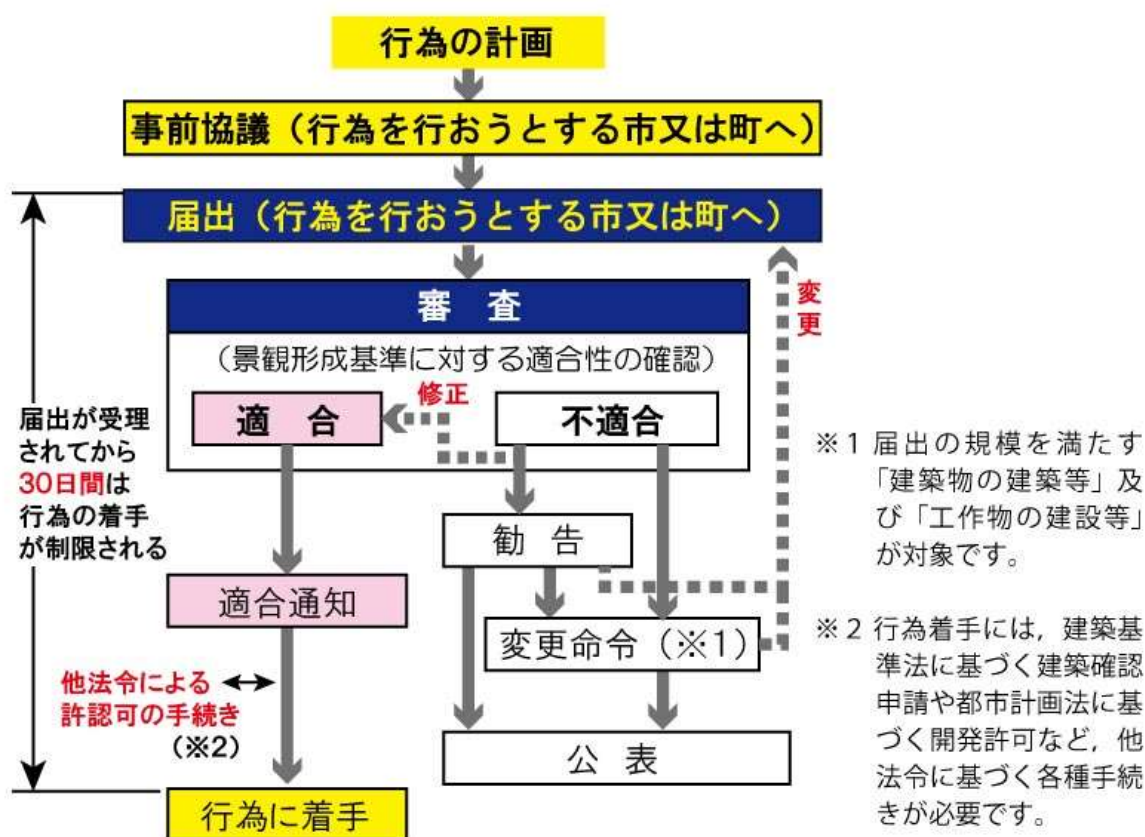 行為の計画
事前協議（行為を行おうとする市又は町へ）
届出（行為を行おうとする市又は町へ）
審　査
（景観形成基準に対する適合性の確認）
変
更
修正
適　合
不適合
届出が受理
されてから
30日間は
行為の着手
が制限される
勧　告
適合通知
変更命令（※1）
他法令による
許認可の手続き
（※2）
公　表
行為に着手
※１ 届出の規模を満たす
「建築物の建築等」及
び「工作物の建設等」
が対象です。
※２ 行為着手には，建築基
準法に基づく建築確認
申請や都市計画法に基
づく開発許可など，他
法令に基づく各種手続
きが必要です。